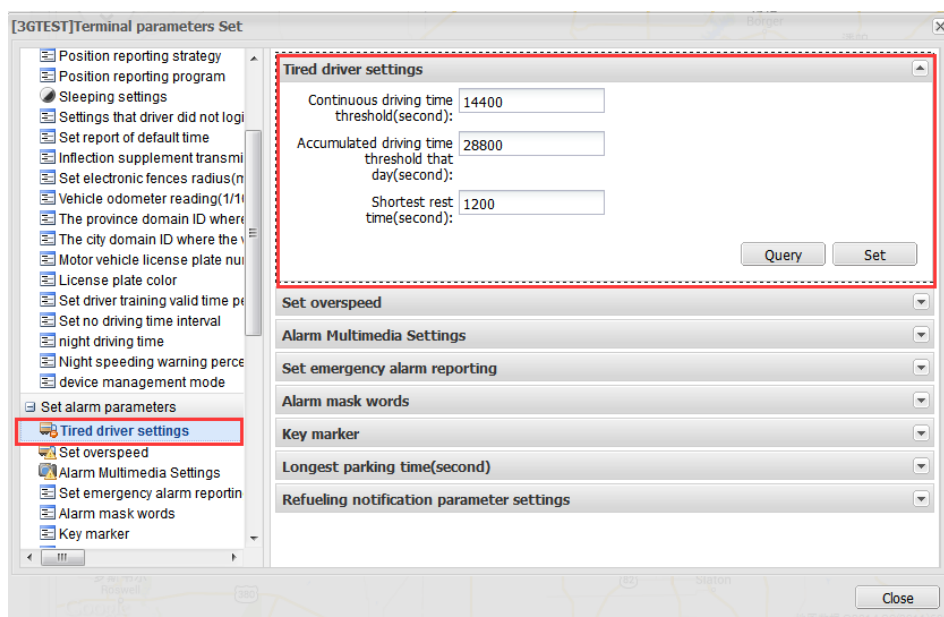 [3GTEST]Terminal parameters Set
Position reporting strategy
Position reporting program
Sleeping settings
Settings that driver did not logi
Set report of default time
Inflection supplement transmi
Set electronic fences radius(m
Vehicle odometer reading(1/10
The province domain ID where
The city domain ID where the v
Motor vehicle license plate nu
License plate color
Set driver training valid time pe
Set no driving time interval
night driving time
Night speeding warning perce
device management mode
Set alarm parameters
Tired driver settings
Set overspeed
Alarm Multimedia Settings
Set emergency alarm reportin
Alarm mask words
Key marker
Tired driver settings
Continuous driving time
threshold(second):
14400
Accumulated driving time
threshold that
day(second):
28800
Shortest rest
time(second):
1200
Query
Set
Set overspeed
Alarm Multimedia Settings
Set emergency alarm reporting
Alarm mask words
Key marker
Longest parking time(second)
Refueling notification parameter settings
Borger
Roswell
380
82
Slaton
Close